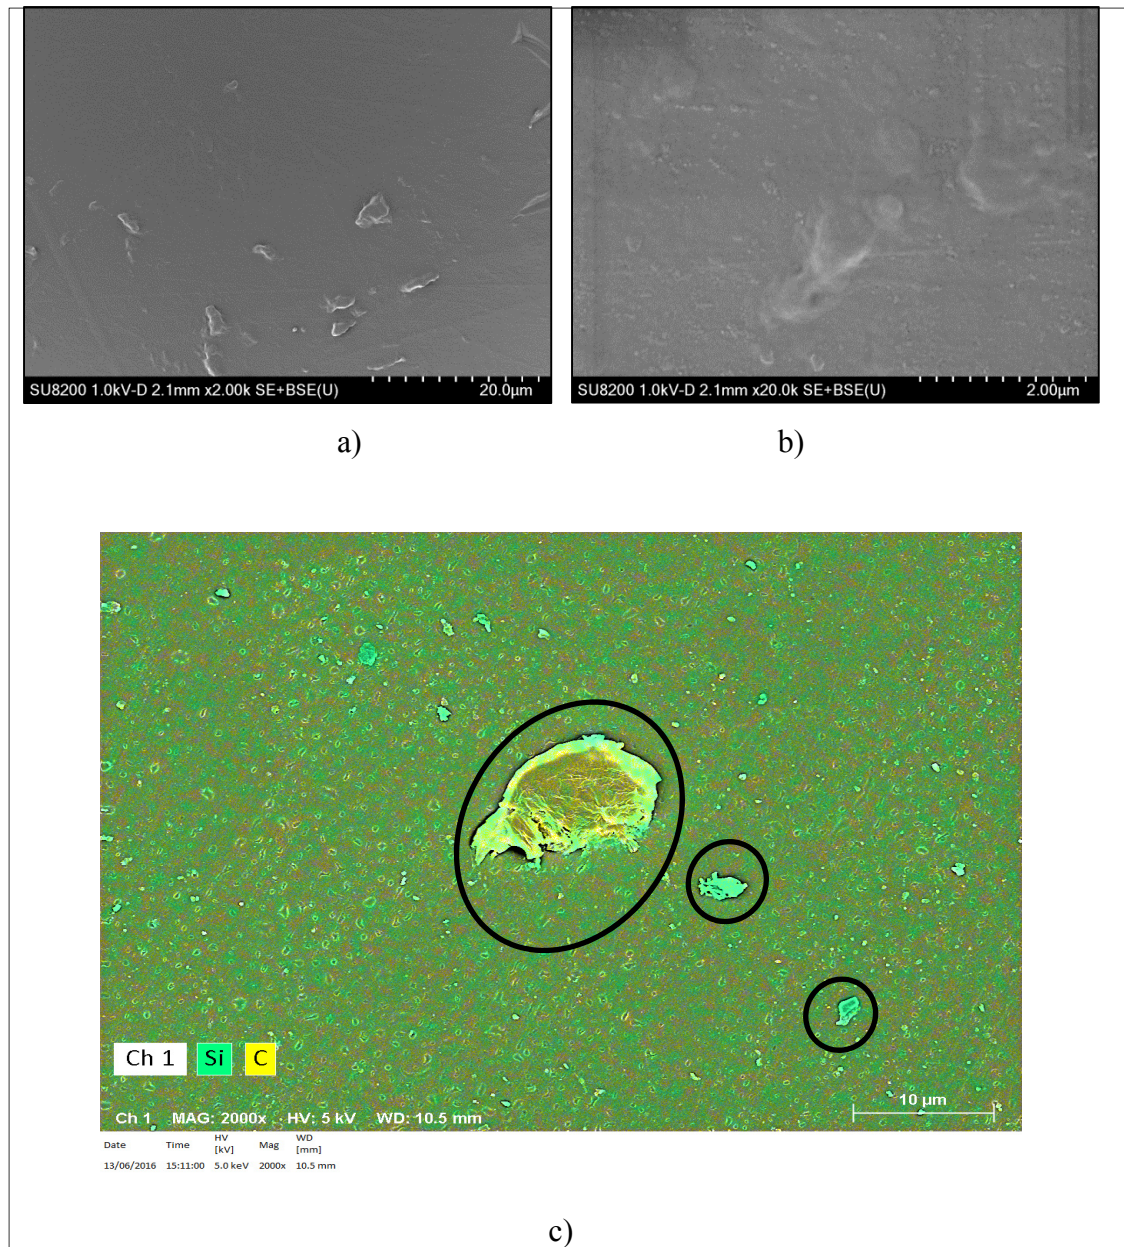 SU8200 1.0kV-D 2.1mm x2.00k SE+BSE(U) 20.0µm
SU8200 1.0kV-D 2.1mm x20.0k SE+BSE(U) 2.00µm
a)
b)
Ch 1 Si C
10 µm
Ch 1 MAG: 2000x HV: 5 kV WD: 10.5 mm
Date Time HV [kV] Mag WD [mm]
13/06/2016 15:11:00 5.0 keV 2000x 10.5 mm
c)